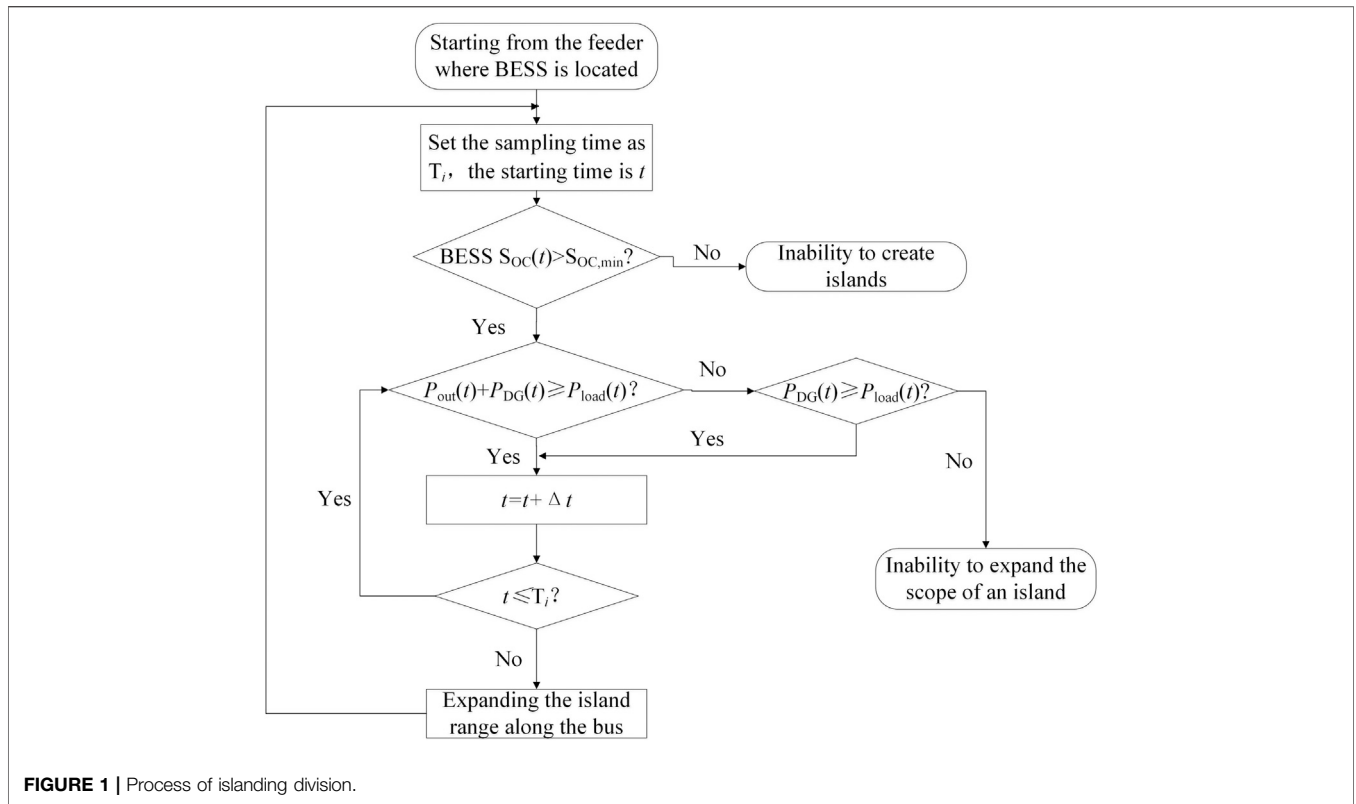 Starting from the feeder
where BESS is located
Set the sampling time as
Tᵢ, the starting time is t
BESS S_OC(t)>S_OC,min?
No
Inability to create
islands
Yes
P_out(t)+P_DG(t)⩾P_load(t)?
No
P_DG(t)⩾P_load(t)?
Yes
Yes
No
Yes
t=t+ Δ t
Inability to expand the
scope of an island
t⩽Tᵢ?
No
Expanding the island
range along the bus
FIGURE 1 | Process of islanding division.